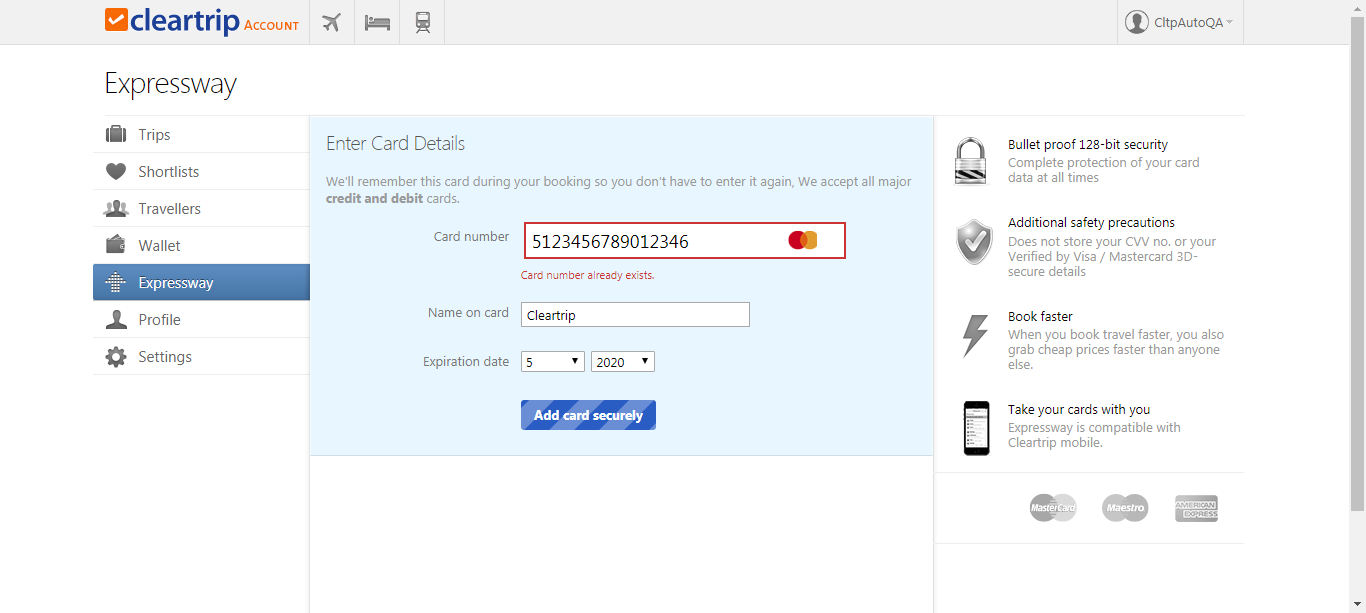 cleartrip ACCOUNT
CltpAutoQA
Expressway
Trips
Shortlists
Travellers
Wallet
Expressway
Profile
Settings
Enter Card Details
We'll remember this card during your booking so you don't have to enter it again, We accept all major
credit and debit cards.
Card number
5123456789012346
Card number already exists.
Name on card
Cleartrip
Expiration date
5
2020
Add card securely
Bullet proof 128-bit security
Complete protection of your card
data at all times
Additional safety precautions
Does not store your CVV no. or your
Verified by Visa / Mastercard 3D-
secure details
Book faster
When you book travel faster, you also
grab cheap prices faster than anyone
else.
Take your cards with you
Expressway is compatible with
Cleartrip mobile.
MasterCard
Maestro
AMERICAN
EXPRESS